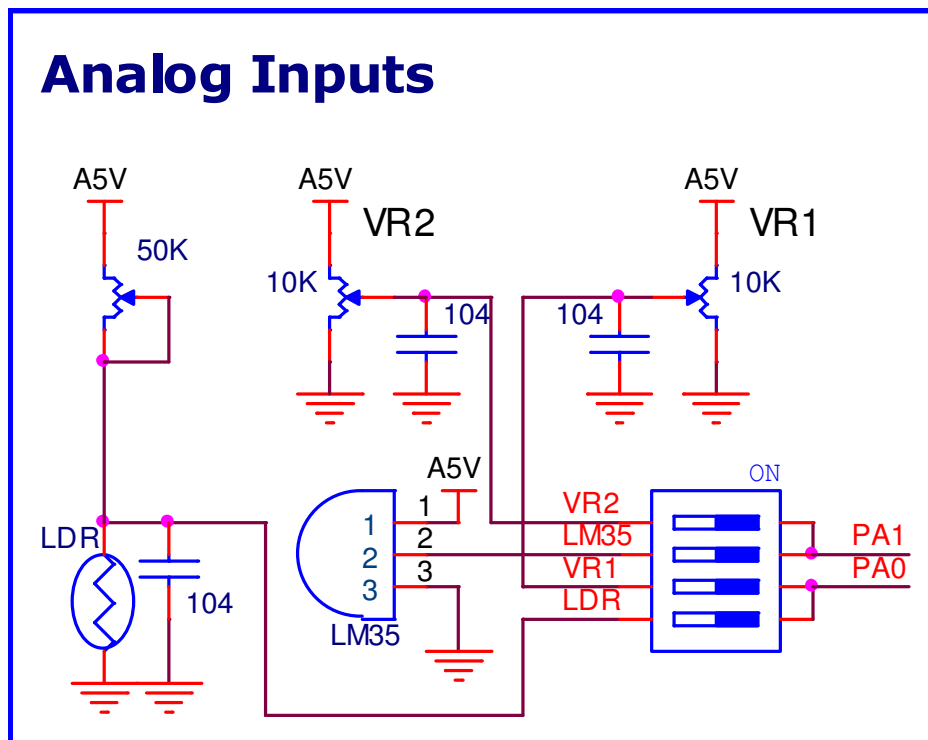 Analog Inputs
A5V
A5V
A5V
VR2
VR1
50K
10K
10K
104
104
A5V
ON
1
1
VR2
LDR
2
2
LM35
PA1
3
3
VR1
PA0
104
LM35
LDR